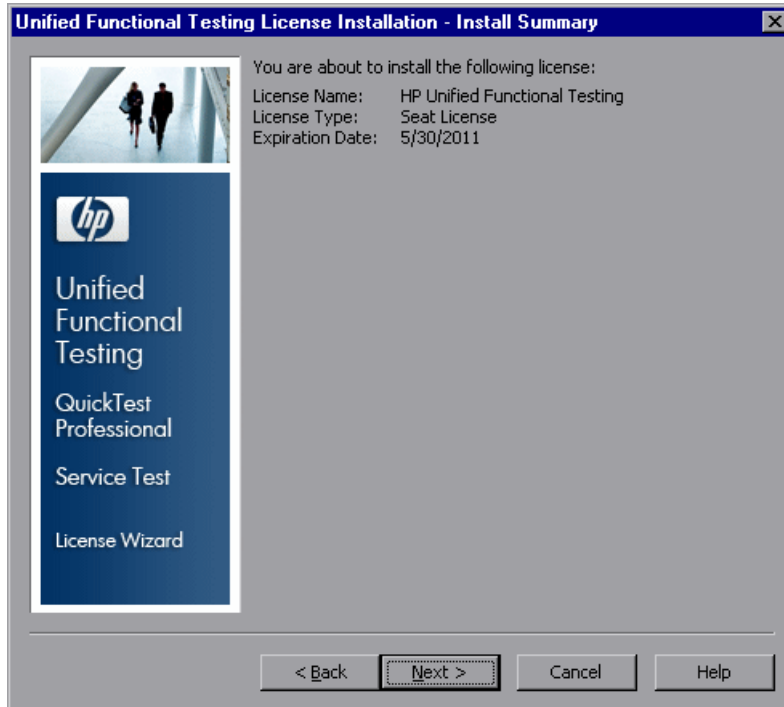 Unified Functional Testing License Installation - Install Summary
You are about to install the following license:
License Name: HP Unified Functional Testing
License Type: Seat License
Expiration Date: 5/30/2011
hp
Unified
Functional
Testing
QuickTest
Professional
Service Test
License Wizard
< Back
Next >
Cancel
Help